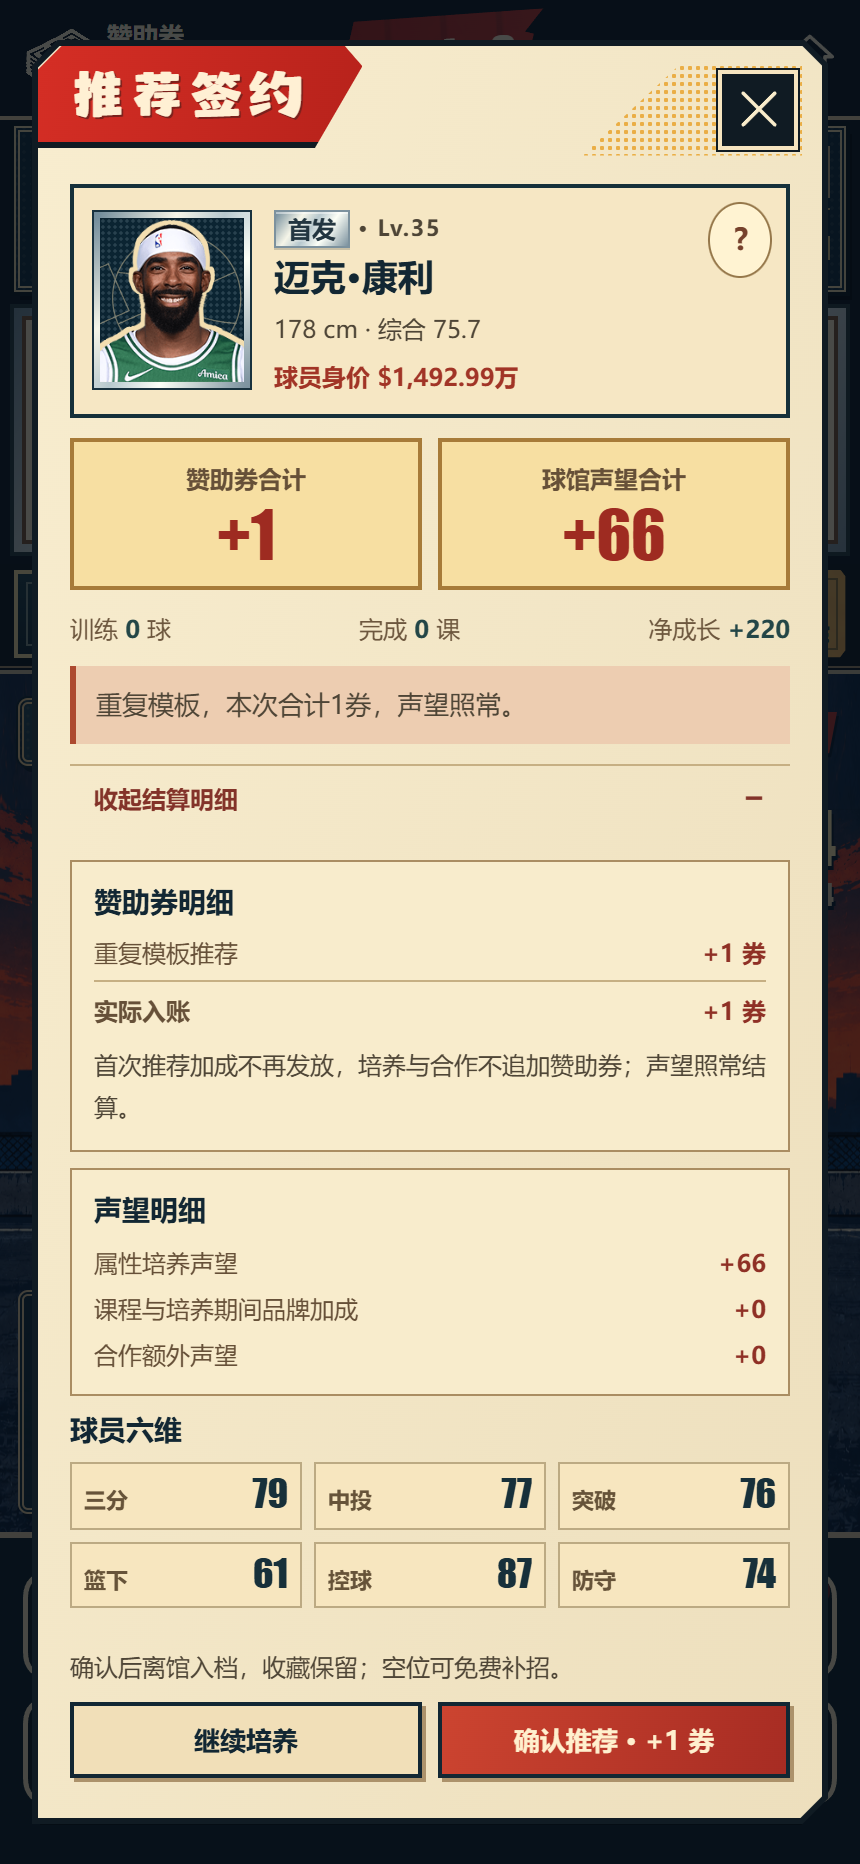 赞助券
推荐签约
首发 • Lv.35
迈克•康利
178 cm · 综合 75.7
球员身价 $1,492.99万
?
Amica
赞助券合计
+1
球馆声望合计
+66
训练 0 球
完成 0 课
净成长 +220
重复模板，本次合计1券，声望照常。
收起结算明细 −
赞助券明细
重复模板推荐 +1 券
实际入账 +1 券
首次推荐加成不再发放，培养与合作不追加赞助券；声望照常结
算。
声望明细
属性培养声望 +66
课程与培养期间品牌加成 +0
合作额外声望 +0
球员六维
三分 79
中投 77
突破 76
篮下 61
控球 87
防守 74
确认后离馆入档，收藏保留；空位可免费补招。
继续培养
确认推荐 • +1 券